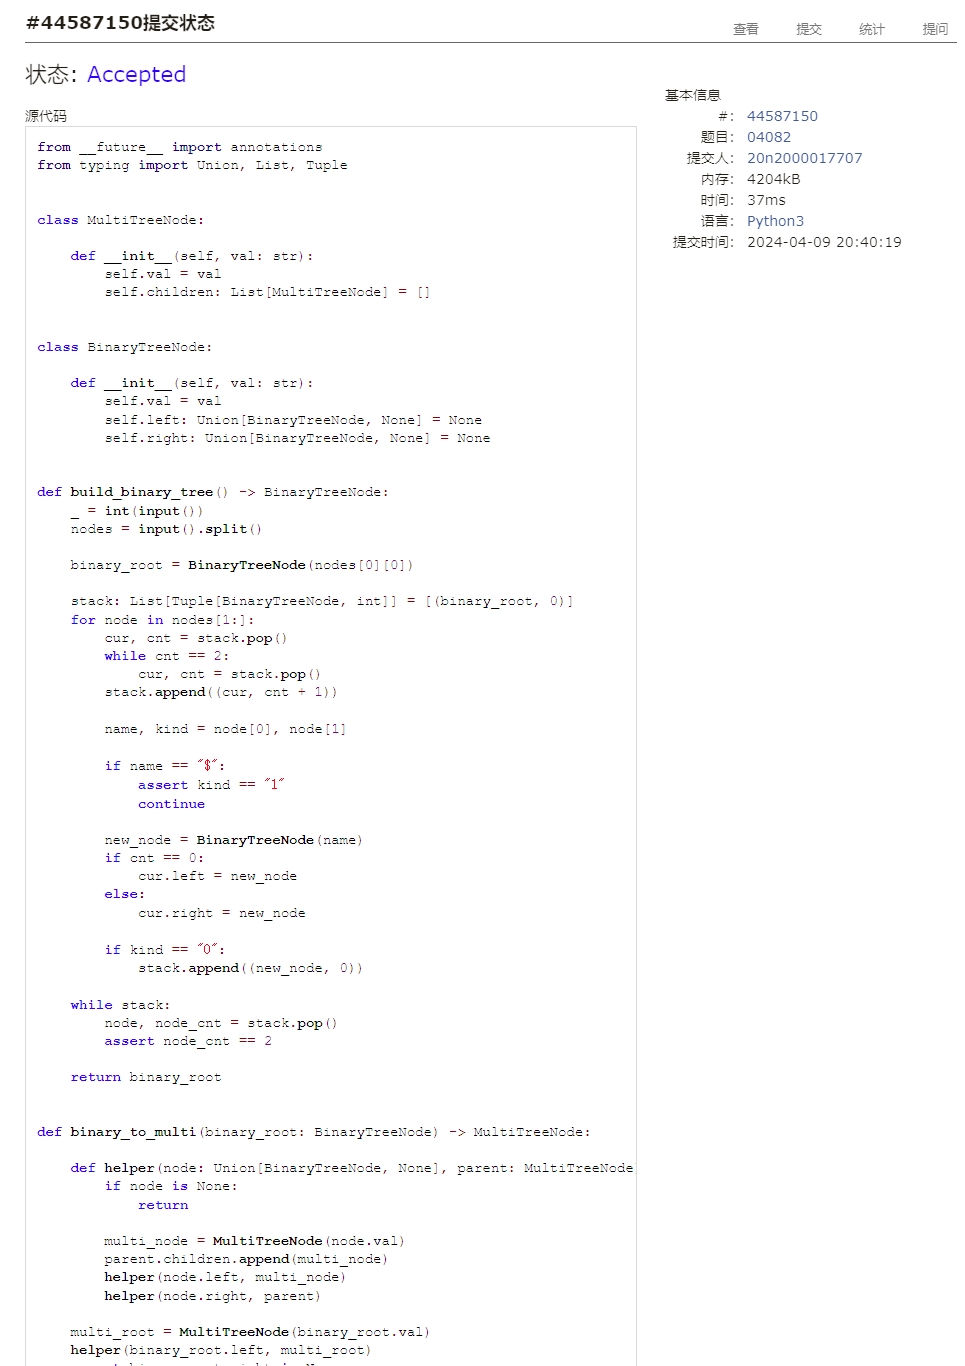 #44587150提交状态
查看 提交 统计 提问
状态: Accepted
源代码
from __future__ import annotations
from typing import Union, List, Tuple
class MultiTreeNode:
def __init__(self, val: str):
self.val = val
self.children: List[MultiTreeNode] = []
class BinaryTreeNode:
def __init__(self, val: str):
self.val = val
self.left: Union[BinaryTreeNode, None] = None
self.right: Union[BinaryTreeNode, None] = None
def build_binary_tree() -> BinaryTreeNode:
_ = int(input())
nodes = input().split()
binary_root = BinaryTreeNode(nodes[0][0])
stack: List[Tuple[BinaryTreeNode, int]] = [(binary_root, 0)]
for node in nodes[1:]:
cur, cnt = stack.pop()
while cnt == 2:
cur, cnt = stack.pop()
stack.append((cur, cnt + 1))
name, kind = node[0], node[1]
if name == "$":
assert kind == "1"
continue
new_node = BinaryTreeNode(name)
if cnt == 0:
cur.left = new_node
else:
cur.right = new_node
if kind == "0":
stack.append((new_node, 0))
while stack:
node, node_cnt = stack.pop()
assert node_cnt == 2
return binary_root
def binary_to_multi(binary_root: BinaryTreeNode) -> MultiTreeNode:
def helper(node: Union[BinaryTreeNode, None], parent: MultiTreeNode
if node is None:
return
multi_node = MultiTreeNode(node.val)
parent.children.append(multi_node)
helper(node.left, multi_node)
helper(node.right, parent)
multi_root = MultiTreeNode(binary_root.val)
helper(binary_root.left, multi_root)
基本信息
#: 44587150
题目: 04082
提交人: 20n2000017707
内存: 4204kB
时间: 37ms
语言: Python3
提交时间: 2024-04-09 20:40:19